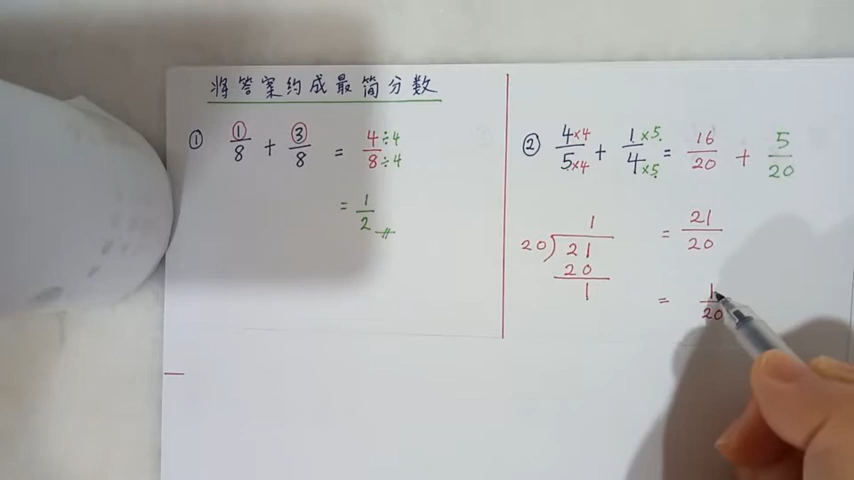 将答案约成最简分数
① 1/8 + 3/8 = 4÷4/8÷4
= 1/2
② 4×4/5×4 + 1×5/4×5 = 16/20 + 5/20
= 21/20
1
20 ) 21
20
1
= 1/20